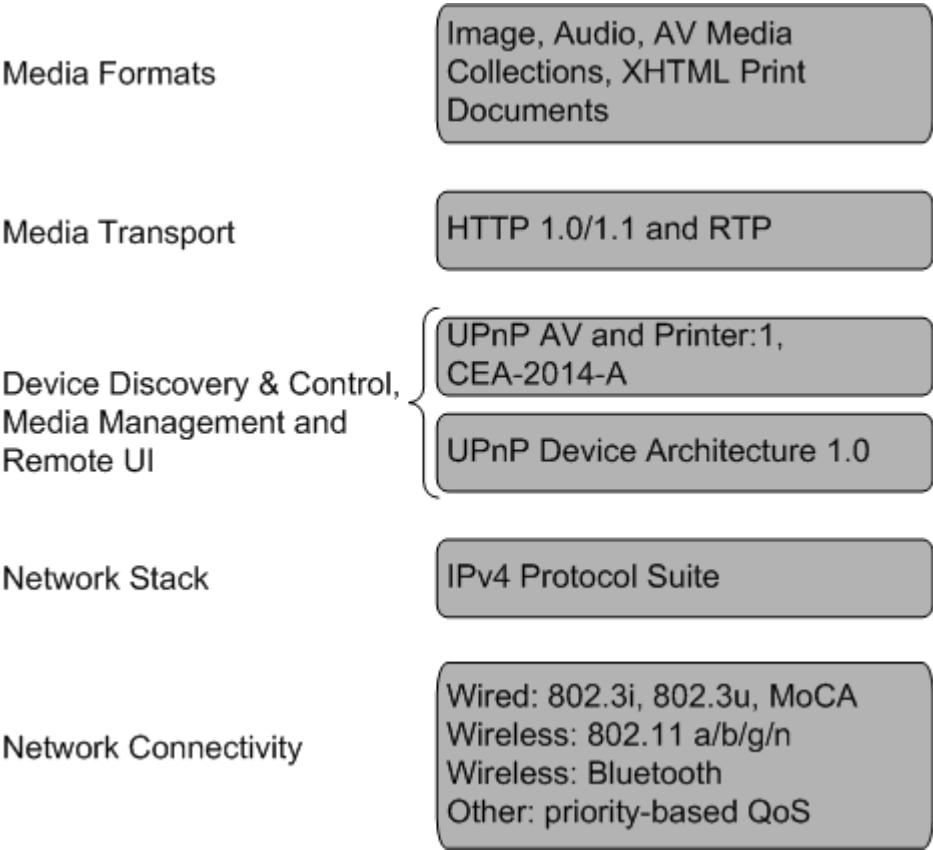 Media Formats
Image, Audio, AV Media
Collections, XHTML Print
Documents
Media Transport
HTTP 1.0/1.1 and RTP
Device Discovery & Control,
Media Management and
Remote UI
UPnP AV and Printer:1,
CEA-2014-A
UPnP Device Architecture 1.0
Network Stack
IPv4 Protocol Suite
Network Connectivity
Wired: 802.3i, 802.3u, MoCA
Wireless: 802.11 a/b/g/n
Wireless: Bluetooth
Other: priority-based QoS